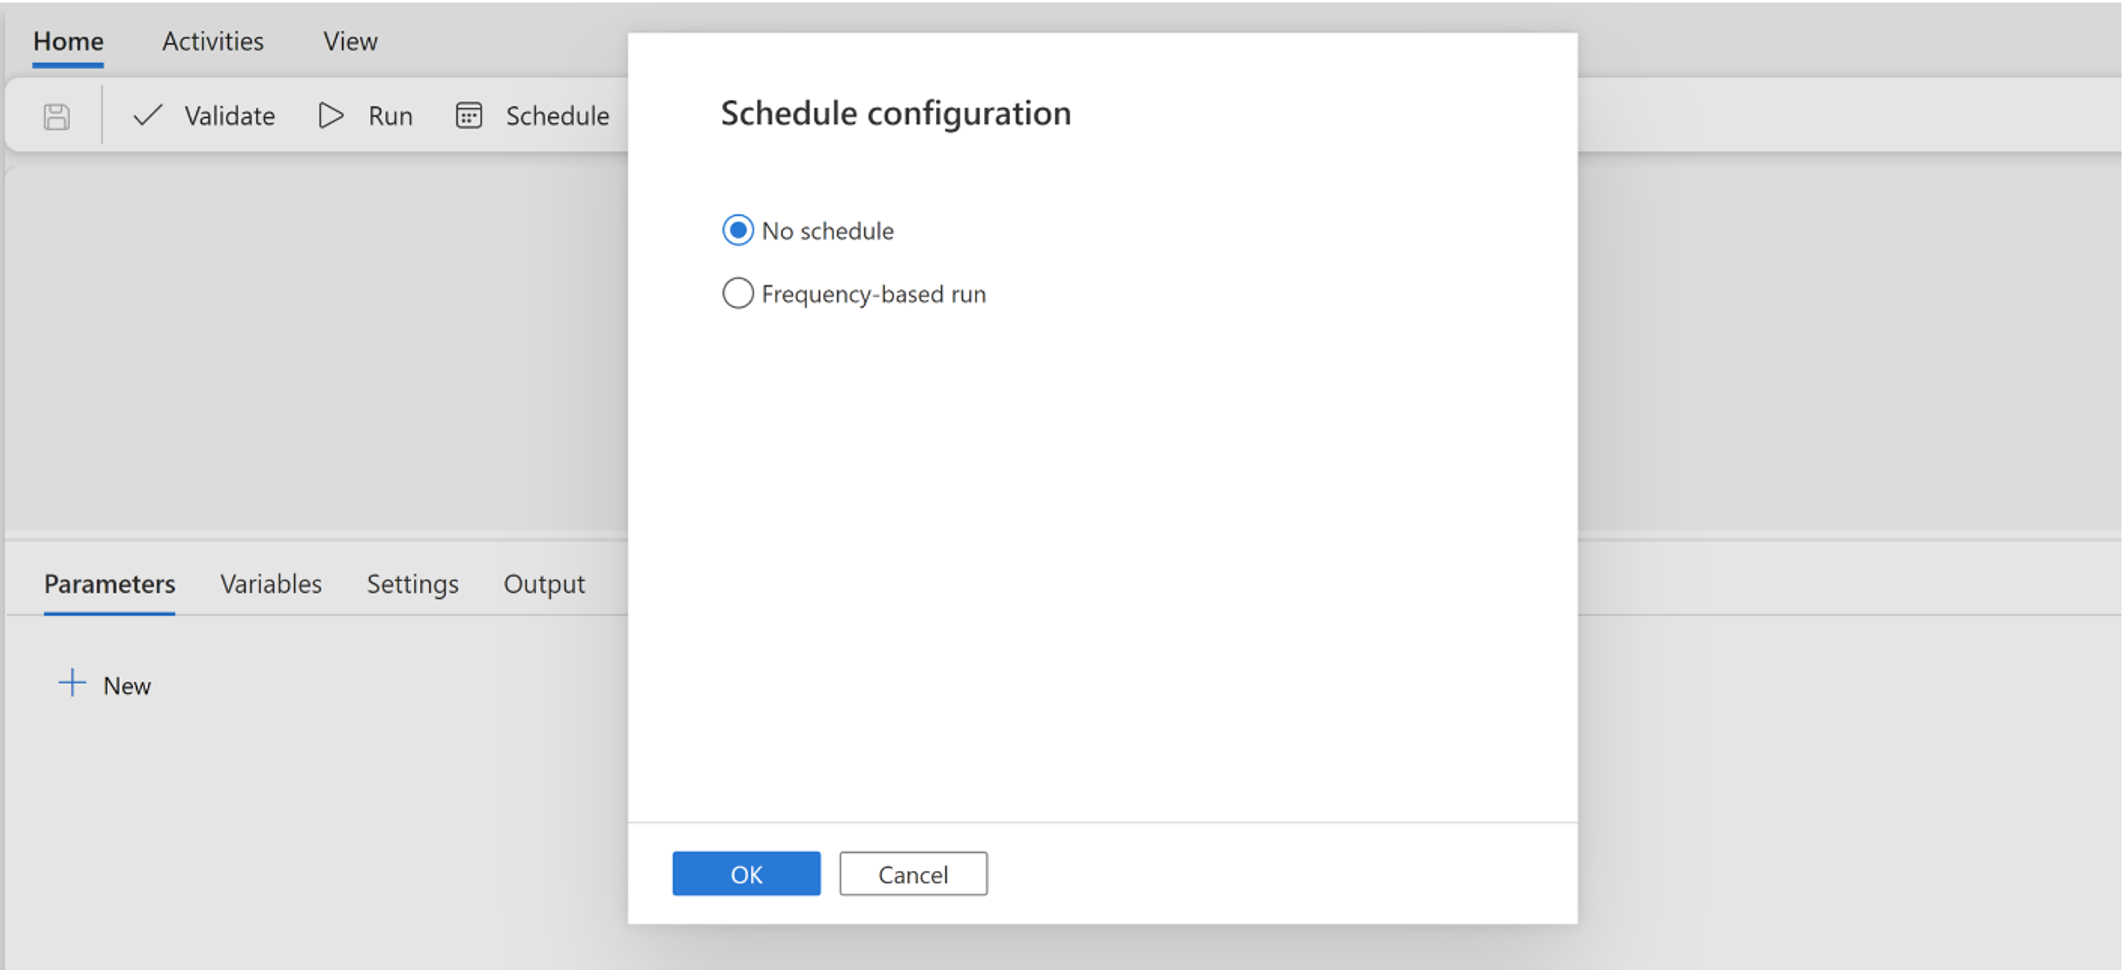 Home Activities View
Validate Run Schedule
Schedule configuration
No schedule
Frequency-based run
Parameters Variables Settings Output
New
OK Cancel